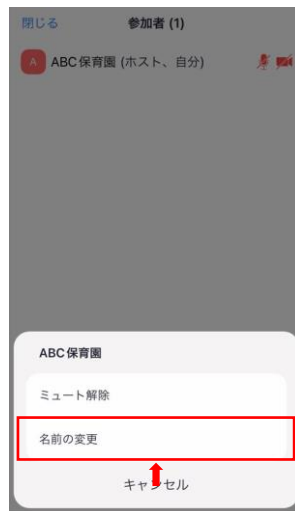 閉じる 参加者 (1)
A ABC保育園 (ホスト、自分)
ABC保育園
ミュート解除
名前の変更
キャンセル